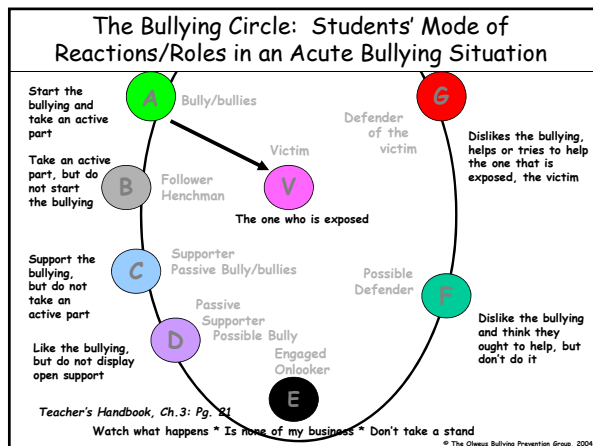 The Bullying Circle: Students' Mode of
Reactions/Roles in an Acute Bullying Situation
Start the
bullying and
take an active
part
A
Bully/bullies
G
Defender
of the
victim
Dislikes the bullying,
helps or tries to help
the one that is
exposed, the victim
Victim
V
The one who is exposed
Take an active
part, but do
not start
the bullying
B
Follower
Henchman
Support the
bullying,
but do not
take an
active part
C
Supporter
Passive Bully/bullies
Possible
Defender
F
Dislike the bullying
and think they
ought to help, but
don't do it
Like the bullying,
but do not display
open support
D
Passive
Supporter
Possible Bully
Engaged
Onlooker
E
Teacher's Handbook, Ch.3: Pg. 21
Watch what happens * Is none of my business * Don't take a stand
© The Olweus Bullying Prevention Group, 2004